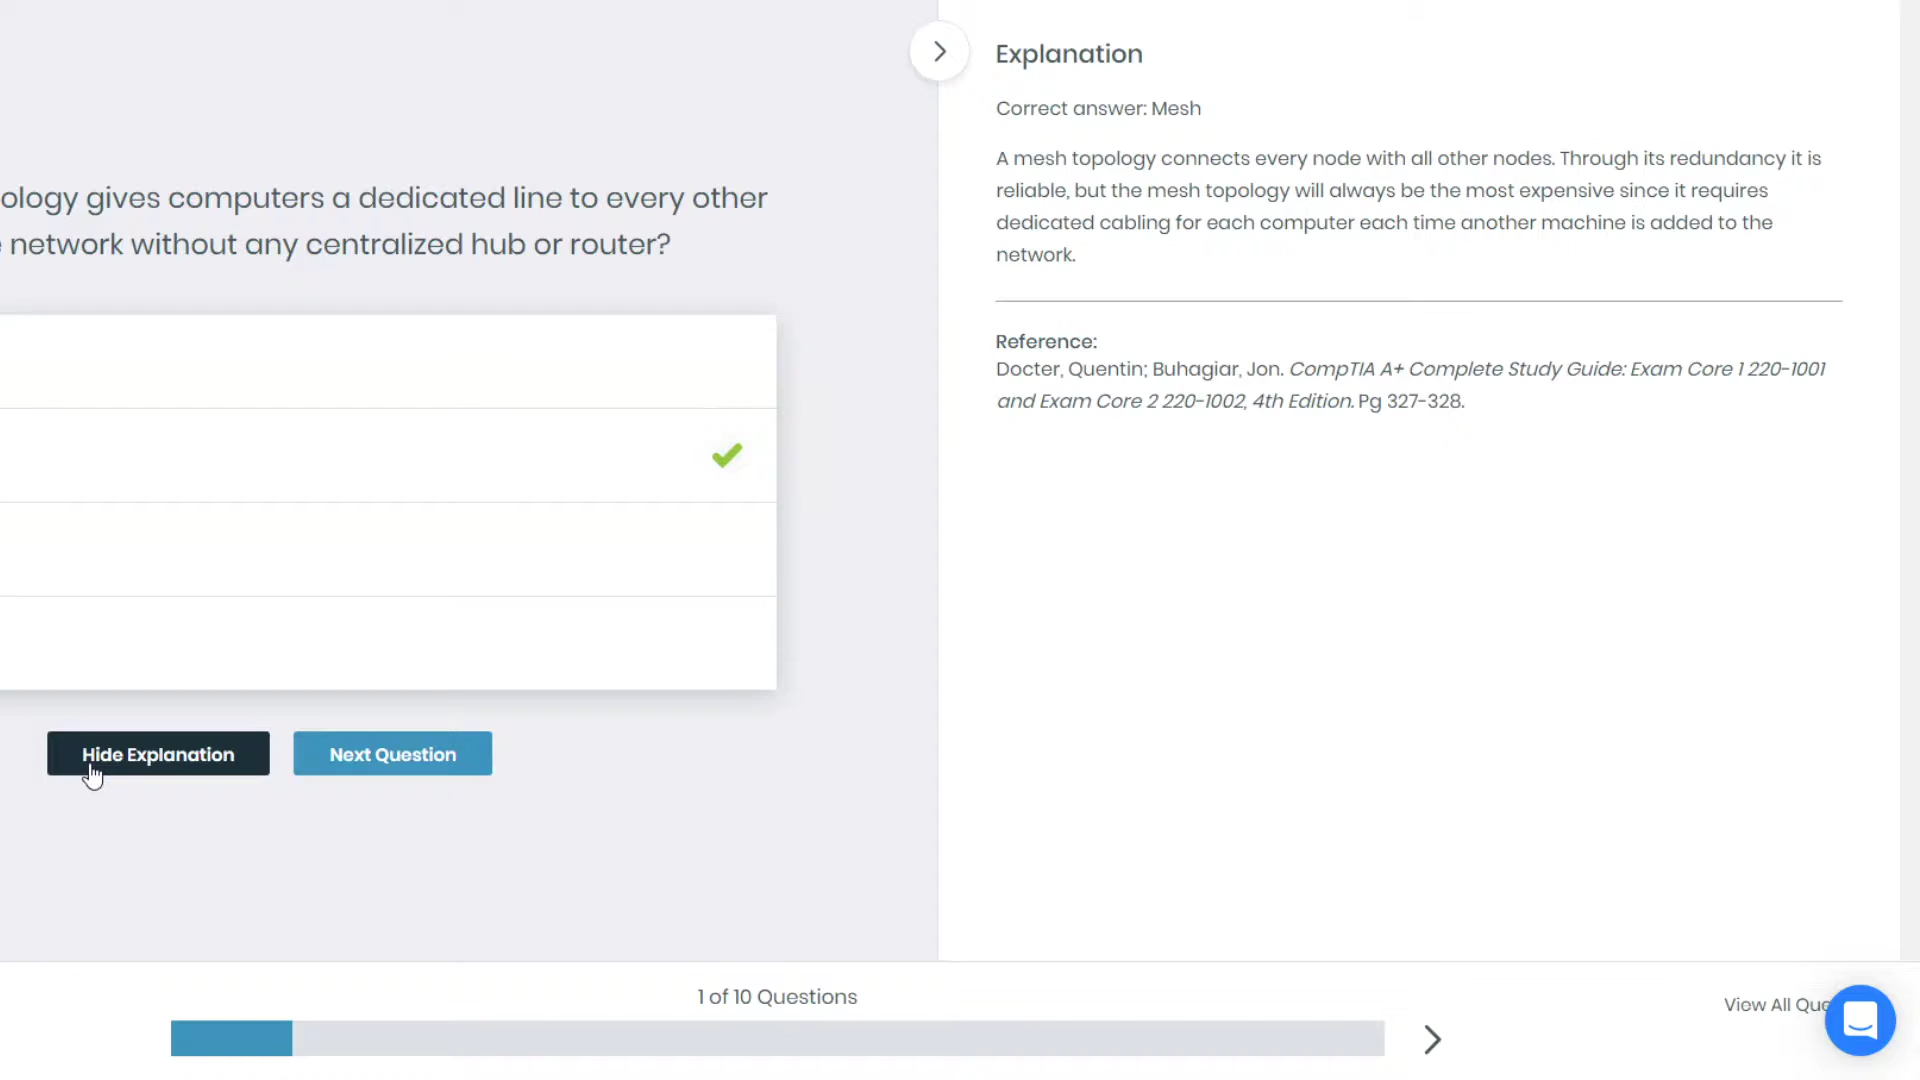 ology gives computers a dedicated line to every other
network without any centralized hub or router?
Hide Explanation
Next Question
Explanation
Correct answer: Mesh
A mesh topology connects every node with all other nodes. Through its redundancy it is
reliable, but the mesh topology will always be the most expensive since it requires
dedicated cabling for each computer each time another machine is added to the
network.
Reference:
Docter, Quentin; Buhagiar, Jon. CompTIA A+ Complete Study Guide: Exam Core 1 220-1001
and Exam Core 2 220-1002, 4th Edition. Pg 327-328.
1 of 10 Questions
View All Que